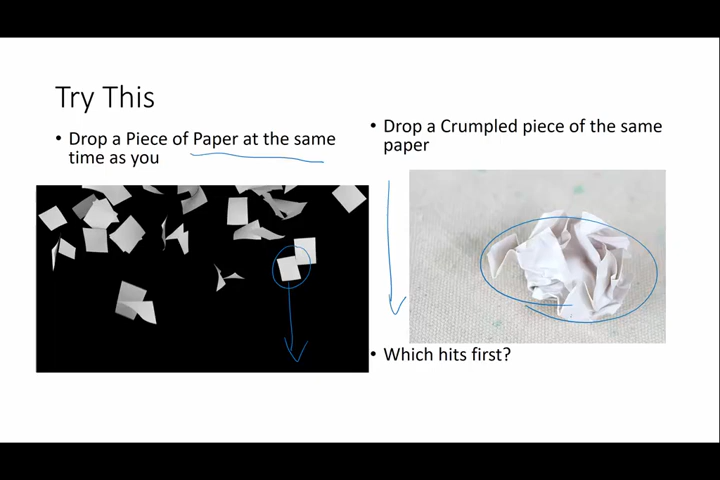 Try This
• Drop a Piece of Paper at the same
time as you
• Drop a Crumpled piece of the same
paper
• Which hits first?